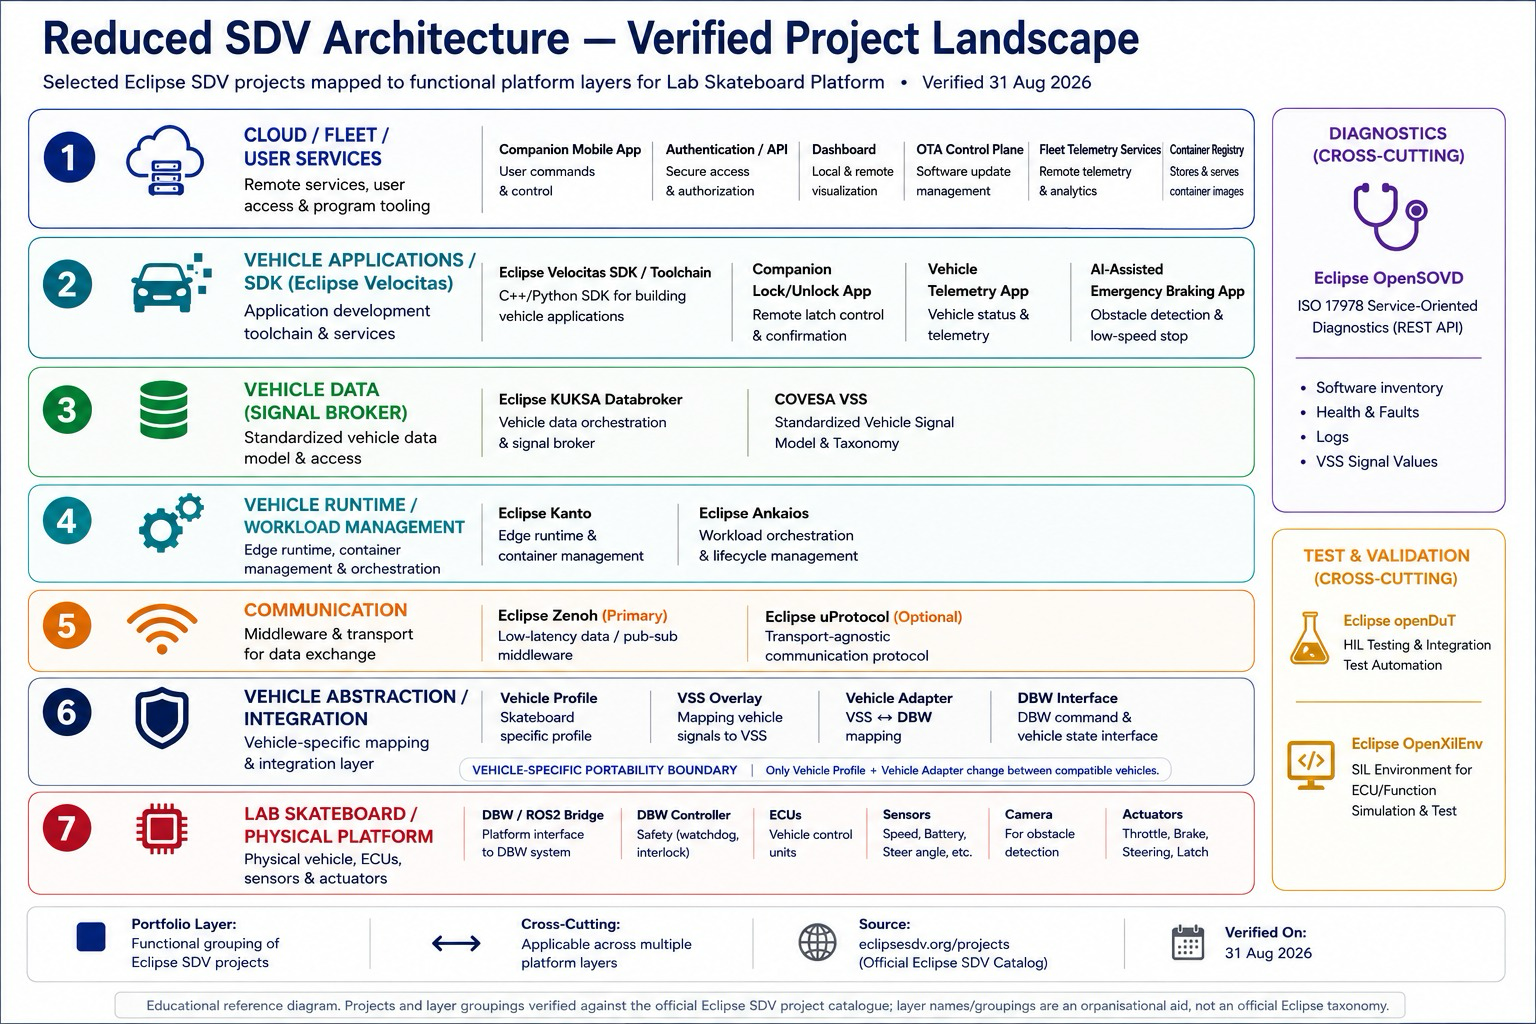 Reduced SDV Architecture — Verified Project Landscape
Selected Eclipse SDV projects mapped to functional platform layers for Lab Skateboard Platform • Verified 31 Aug 2026
1
CLOUD / FLEET /
USER SERVICES
Remote services, user
access & program tooling
Companion Mobile App
User commands
& control
Authentication / API
Secure access
& authorization
Dashboard
Local & remote
visualization
OTA Control Plane
Software update
management
Fleet Telemetry Services
Remote telemetry
& analytics
Container Registry
Stores & serves
container images
2
VEHICLE APPLICATIONS /
SDK (Eclipse Velocitas)
Application development
toolchain & services
Eclipse Velocitas SDK / Toolchain
C++/Python SDK for building
vehicle applications
Companion
Lock/Unlock App
Remote latch control
& confirmation
Vehicle
Telemetry App
Vehicle status &
telemetry
AI-Assisted
Emergency Braking App
Obstacle detection &
low-speed stop
3
VEHICLE DATA
(SIGNAL BROKER)
Standardized vehicle data
model & access
Eclipse KUKSA Databroker
Vehicle data orchestration
& signal broker
COVESA VSS
Standardized Vehicle Signal
Model & Taxonomy
4
VEHICLE RUNTIME /
WORKLOAD MANAGEMENT
Edge runtime, container
management & orchestration
Eclipse Kanto
Edge runtime &
container management
Eclipse Ankaios
Workload orchestration
& lifecycle management
5
COMMUNICATION
Middleware & transport
for data exchange
Eclipse Zenoh (Primary)
Low-latency data / pub-sub
middleware
Eclipse uProtocol (Optional)
Transport-agnostic
communication protocol
6
VEHICLE ABSTRACTION /
INTEGRATION
Vehicle-specific mapping
& integration layer
Vehicle Profile
Skateboard
specific profile
VSS Overlay
Mapping vehicle
signals to VSS
Vehicle Adapter
VSS ↔ DBW
mapping
DBW Interface
DBW command &
vehicle state interface
VEHICLE-SPECIFIC PORTABILITY BOUNDARY | Only Vehicle Profile + Vehicle Adapter change between compatible vehicles.
7
LAB SKATEBOARD /
PHYSICAL PLATFORM
Physical vehicle, ECUs,
sensors & actuators
DBW / ROS2 Bridge
Platform interface
to DBW system
DBW Controller
Safety (watchdog,
interlock)
ECUs
Vehicle control
units
Sensors
Speed, Battery,
Steer angle, etc.
Camera
For obstacle
detection
Actuators
Throttle, Brake,
Steering, Latch
DIAGNOSTICS
(CROSS-CUTTING)
Eclipse OpenSOVD
ISO 17978 Service-Oriented
Diagnostics (REST API)
• Software inventory
• Health & Faults
• Logs
• VSS Signal Values
TEST & VALIDATION
(CROSS-CUTTING)
Eclipse openDuT
HIL Testing & Integration
Test Automation
</>
Eclipse OpenXilEnv
SIL Environment for
ECU/Function
Simulation & Test
Portfolio Layer:
Functional grouping of
Eclipse SDV projects
Cross-Cutting:
Applicable across multiple
platform layers
Source:
eclipsesdv.org/projects
(Official Eclipse SDV Catalog)
Verified On:
31 Aug 2026
Educational reference diagram. Projects and layer groupings verified against the official Eclipse SDV project catalogue; layer names/groupings are an orpanisational aid, not an official Eclipse taxonomy.